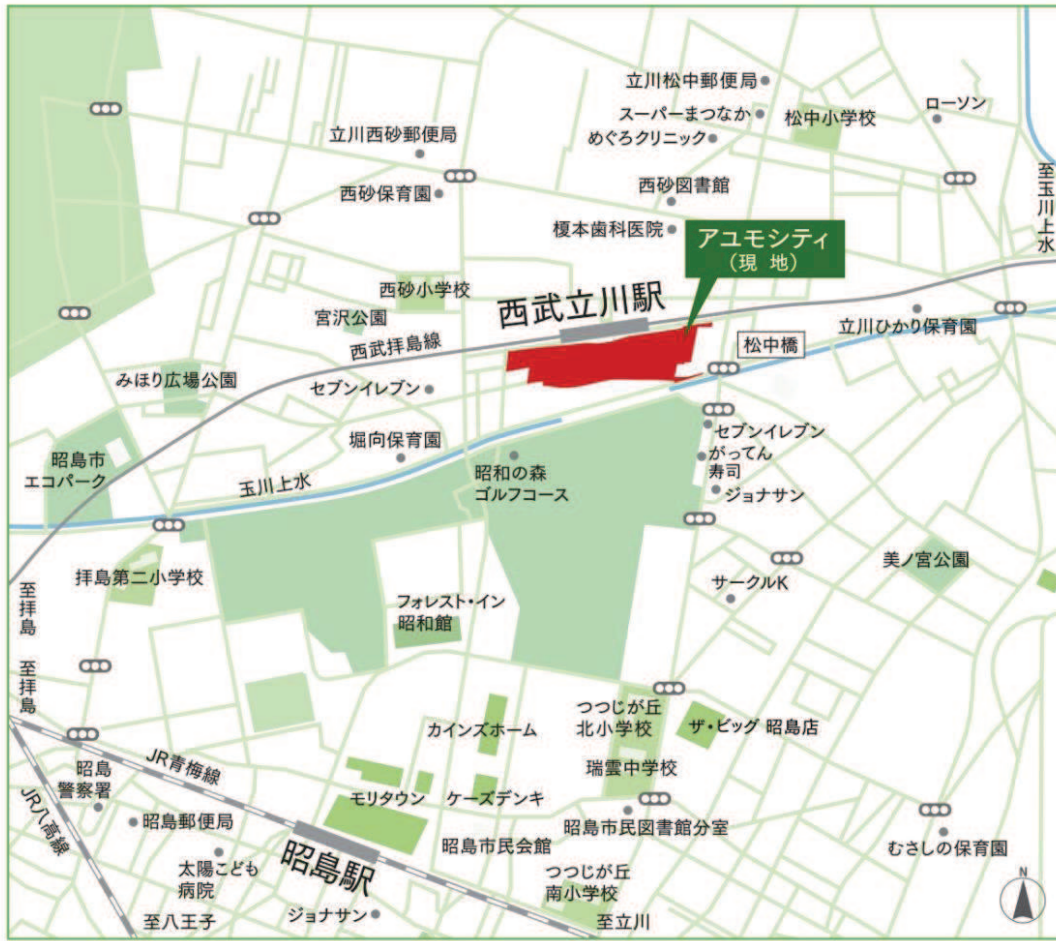 立川松中郵便局
スーパーまつなか
松中小学校
ローソン
めぐろクリニック
立川西砂郵便局
西砂保育園
西砂図書館
榎本歯科医院
至玉川上水
アユモシティ
（現 地）
西砂小学校
宮沢公園
西武立川駅
西武拝島線
松中橋
立川ひかり保育園
みほり広場公園
セブンイレブン
堀向保育園
セブンイレブン
がってん
寿司
ジョナサン
昭島市
エコパーク
玉川上水
昭和の森
ゴルフコース
拝島第二小学校
美ノ宮公園
サークルK
フォレスト・イン
昭和館
至拝島
至拝島
つつじが丘
北小学校
ザ・ビッグ 昭島店
カインズホーム
瑞雲中学校
JR青梅線
昭島
警察署
JR八高線
モリタウン
ケーズデンキ
昭島郵便局
昭島市民図書館分室
昭島市民会館
むさしの保育園
昭島駅
太陽こども
病院
つつじが丘
南小学校
ジョナサン
至八王子
至立川
N